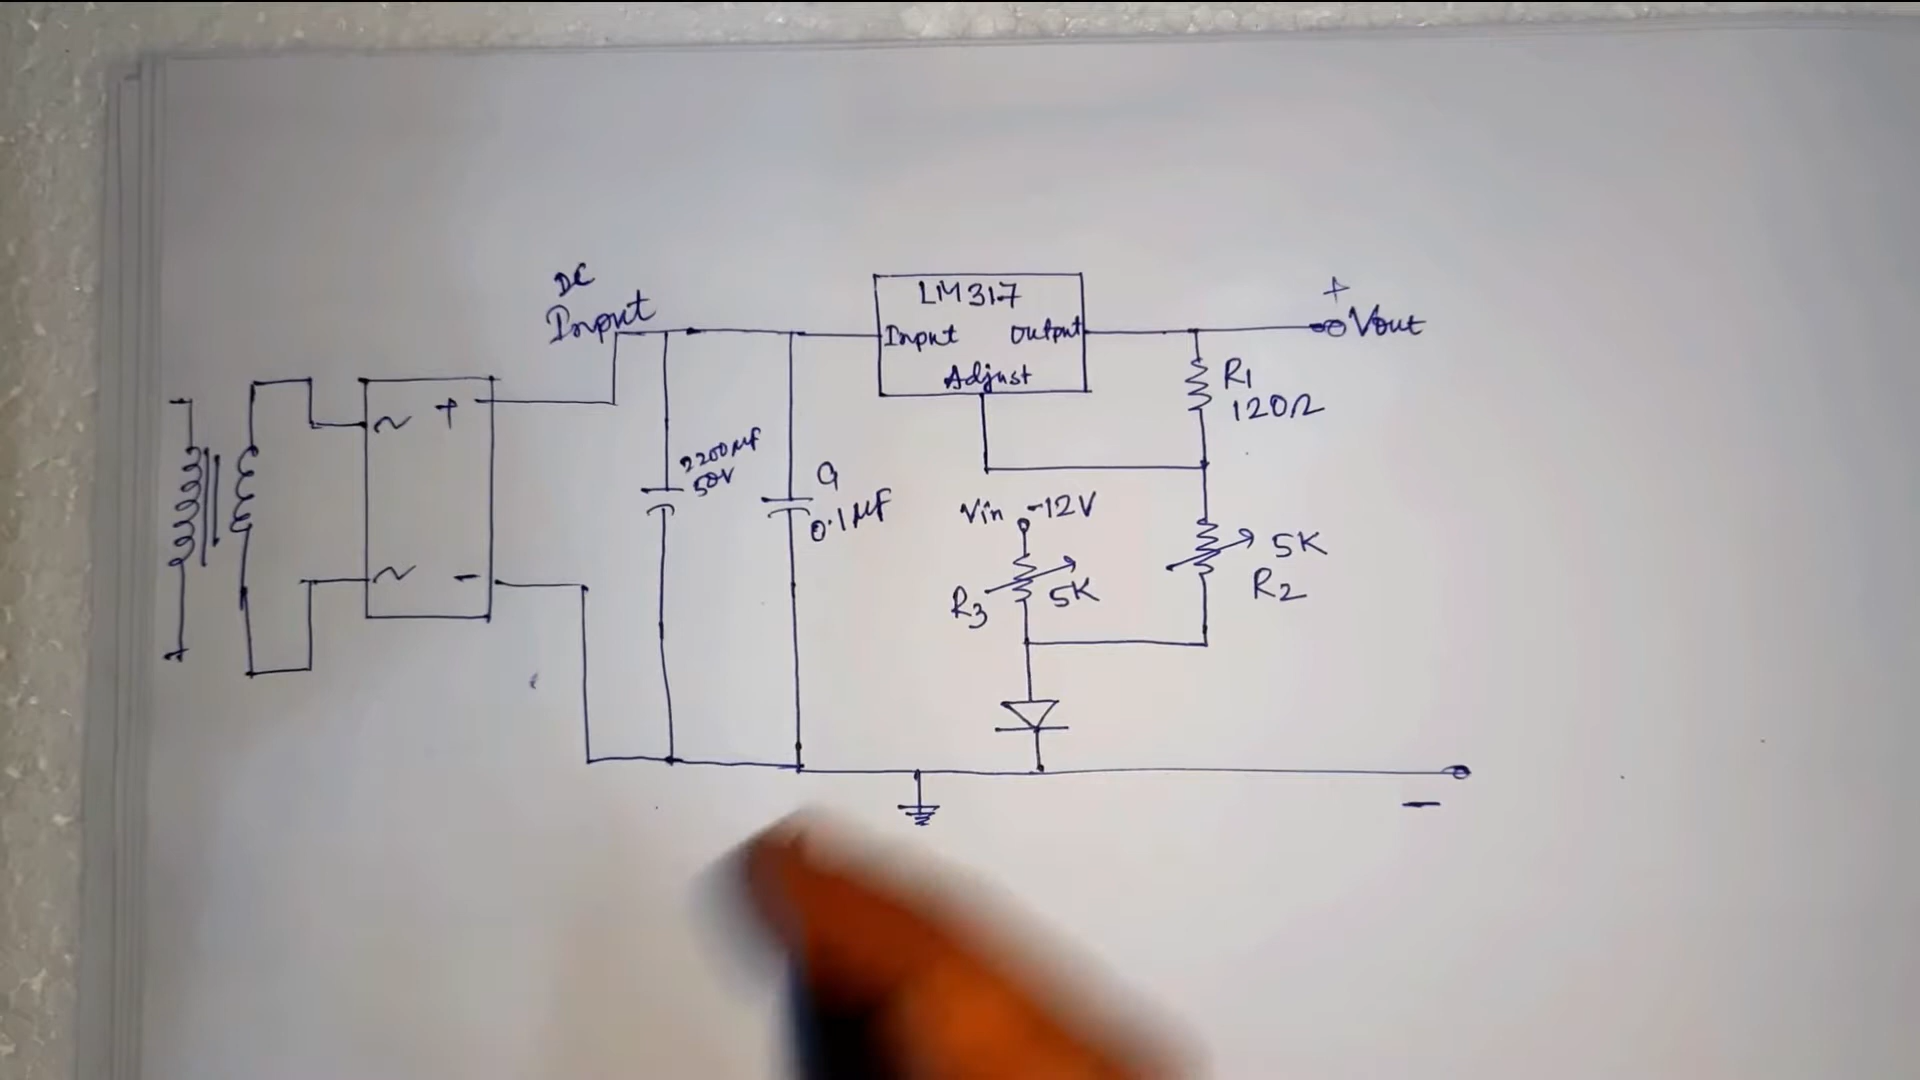 DC
Input
LM317
Input Output
Adjust
+
Vout
R1
120Ω
~ +
~ -
2200μf
50V
C1
0.1μF
Vin -12V
R3 5K
5K
R2
-